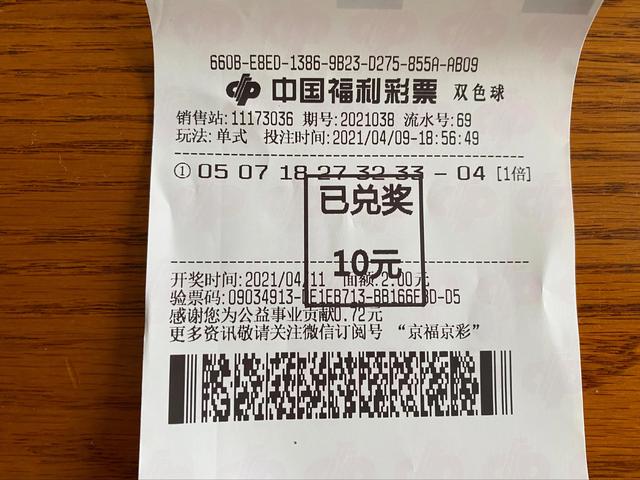 660B-E8ED-1386-9B23-D275-855A-AB09
中国福利彩票 双色球
销售站:11173036 期号:2021038 流水号:69
玩法:单式 投注时间:2021/04/09-18:56:49
① 05 07 18 27 32 33 - 04 [1倍]
已兑奖
10元
开奖时间:2021/04/11 面额:2.00元
验票码:09034913-DE1EB713-BB166F8D-D5
感谢您为公益事业贡献0.72元
更多资讯敬请关注微信订阅号 “京福京彩”